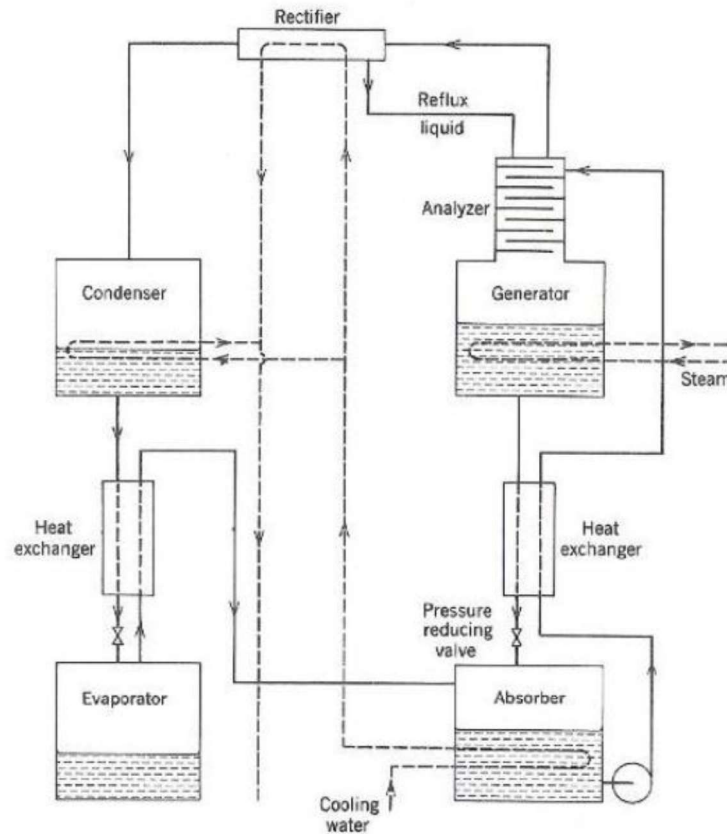 Rectifier
Reflux
liquid
Analyzer
Condenser
Generator
Steam
Heat
exchanger
Heat
exchanger
Pressure
reducing
valve
Evaporator
Absorber
Cooling
water